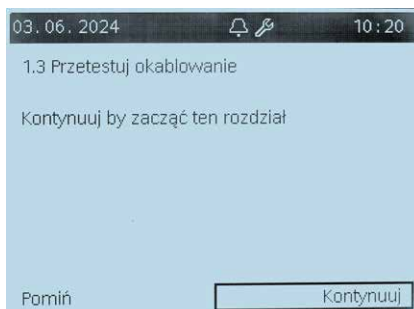 03. 06. 2024 10:20
1.3 Przetestuj okablowanie
Kontynuuj by zacząć ten rozdział
Pomiń Kontynuuj